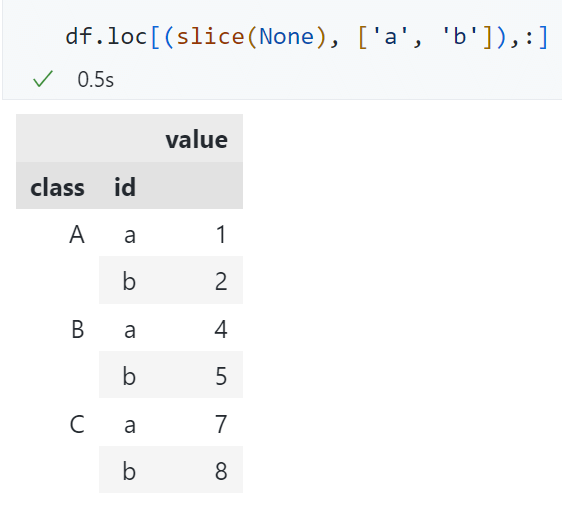 df.loc[(slice(None), ['a', 'b']),:]
0.5s
value
class id
A a 1
b 2
B a 4
b 5
C a 7
b 8